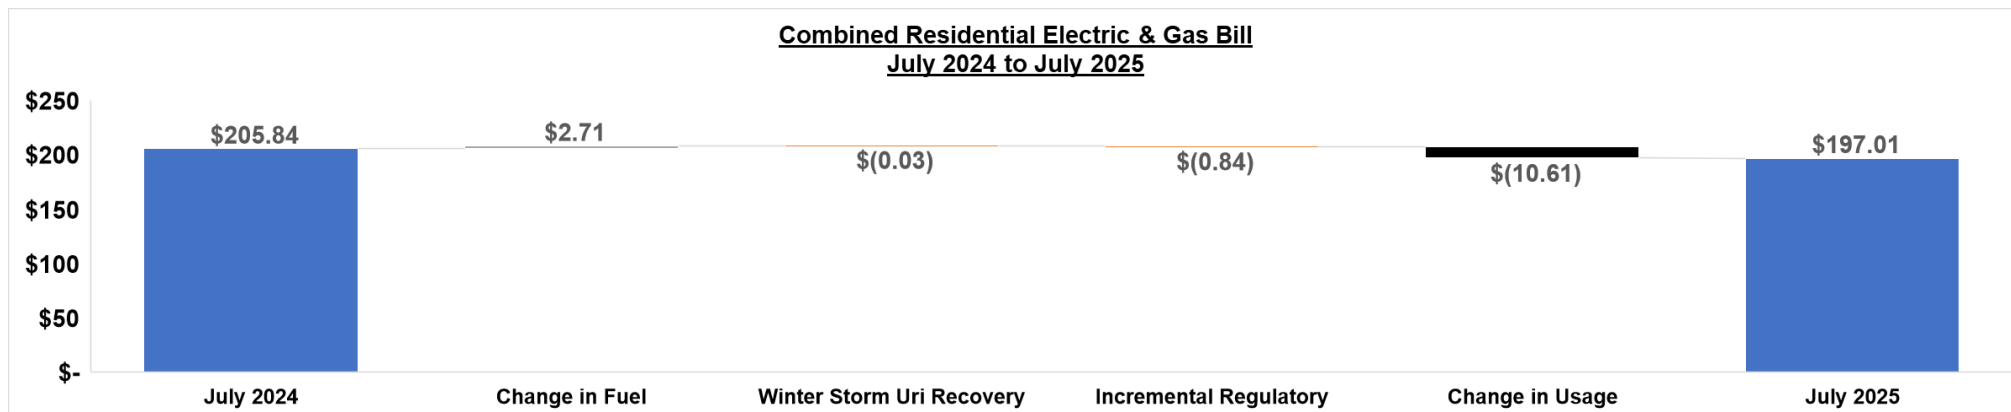 Combined Residential Electric & Gas Bill
July 2024 to July 2025
$250
$200
$150
$100
$50
$-
$205.84
$2.71
$(0.03)
$(0.84)
$(10.61)
$197.01
July 2024
Change in Fuel
Winter Storm Uri Recovery
Incremental Regulatory
Change in Usage
July 2025